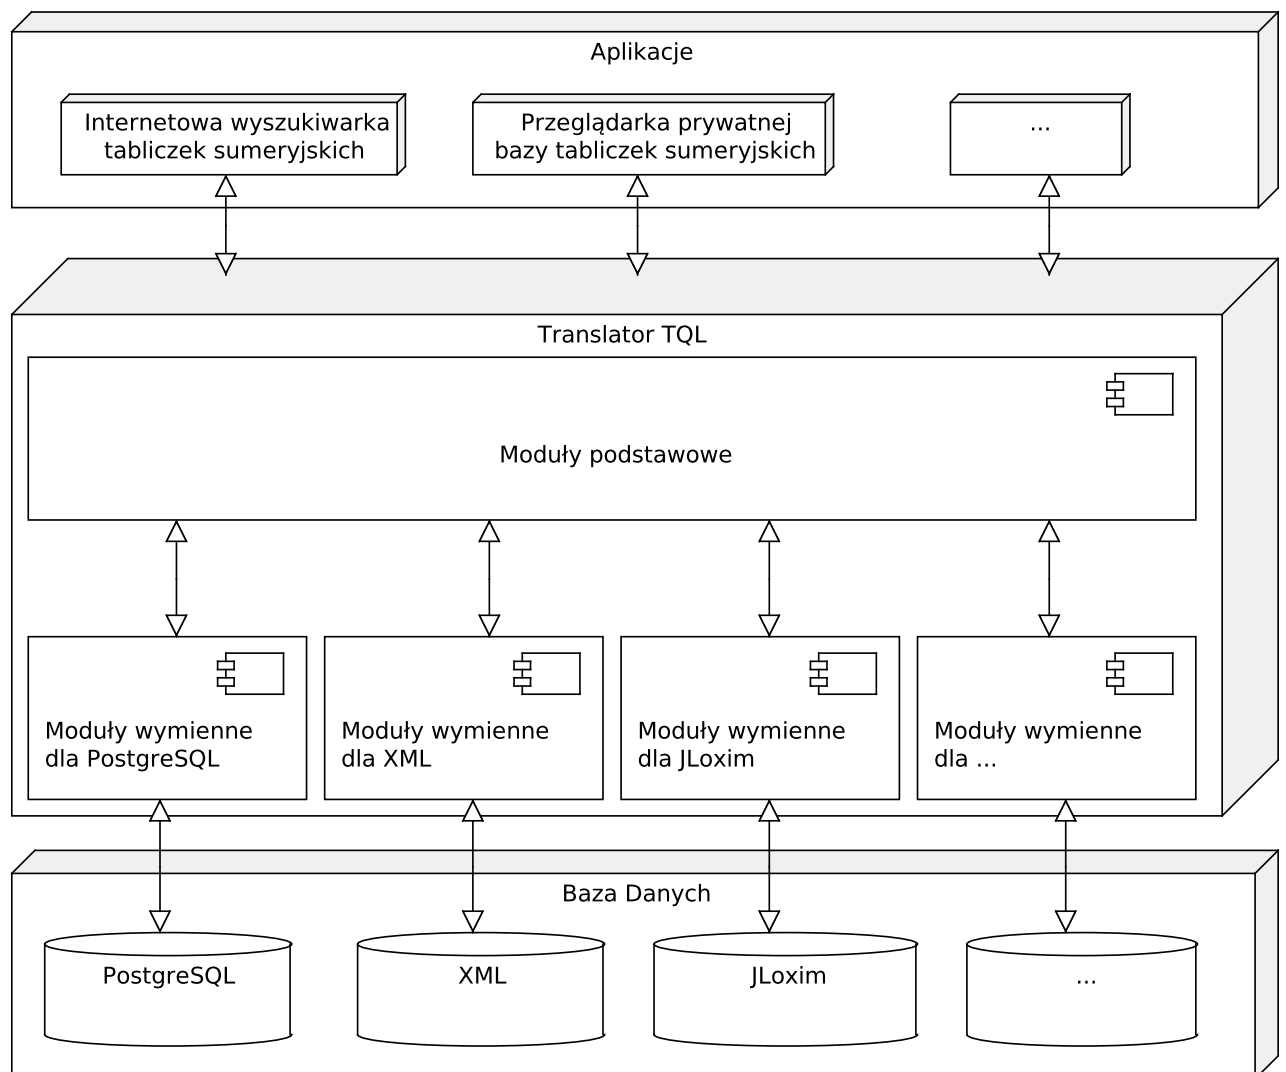 Aplikacje
Internetowa wyszukiwarka
tabliczek sumeryjskich
Przeglądarka prywatnej
bazy tabliczek sumeryjskich
...
Translator TQL
Moduły podstawowe
Moduły wymienne
dla PostgreSQL
Moduły wymienne
dla XML
Moduły wymienne
dla JLoxim
Moduły wymienne
dla ...
Baza Danych
PostgreSQL
XML
JLoxim
...